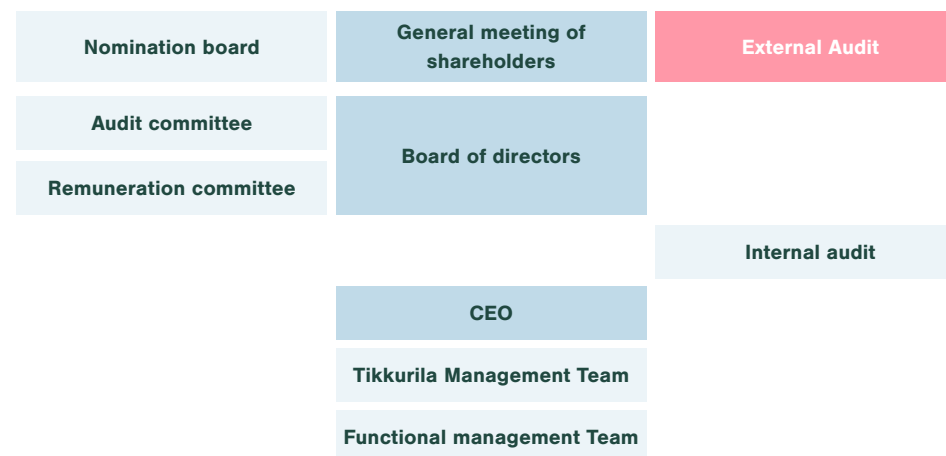 Nomination board
General meeting of
shareholders
External Audit
Audit committee
Board of directors
Remuneration committee
Internal audit
CEO
Tikkurila Management Team
Functional management Team